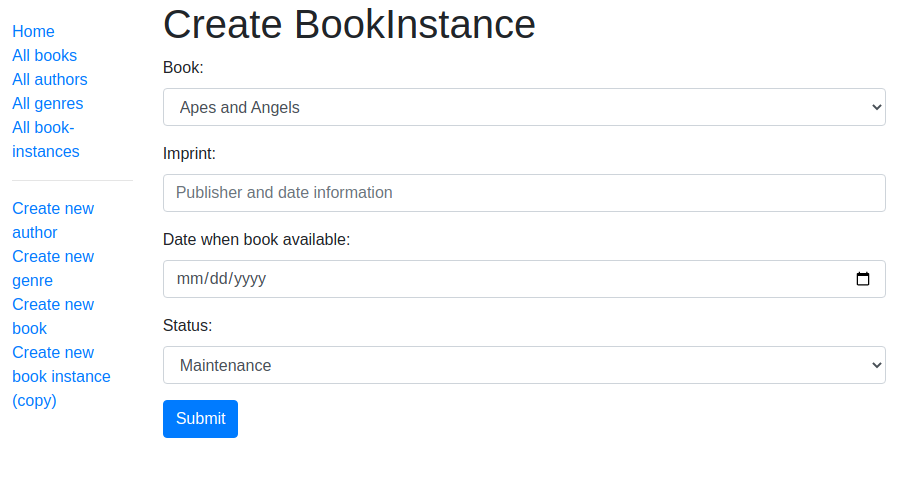 Home
All books
All authors
All genres
All book-
instances
Create new
author
Create new
genre
Create new
book
Create new
book instance
(copy)
Create BookInstance
Book:
Apes and Angels
Imprint:
Publisher and date information
Date when book available:
mm/dd/yyyy
Status:
Maintenance
Submit